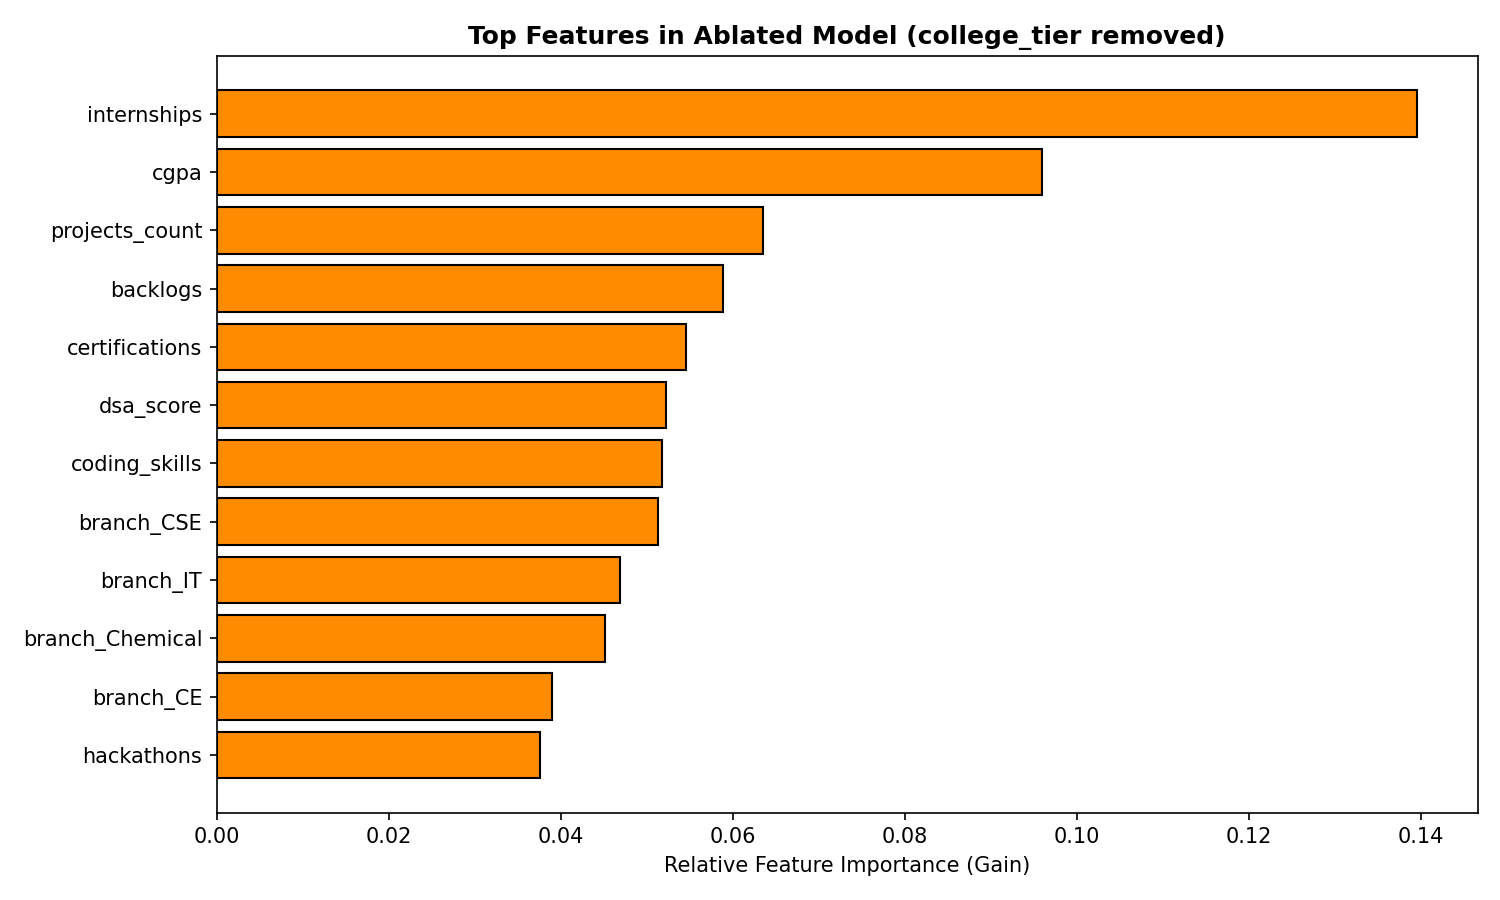 Top Features in Ablated Model (college_tier removed)
internships
cgpa
projects_count
backlogs
certifications
dsa_score
coding_skills
branch_CSE
branch_IT
branch_Chemical
branch_CE
hackathons
0.00 0.02 0.04 0.06 0.08 0.10 0.12 0.14
Relative Feature Importance (Gain)